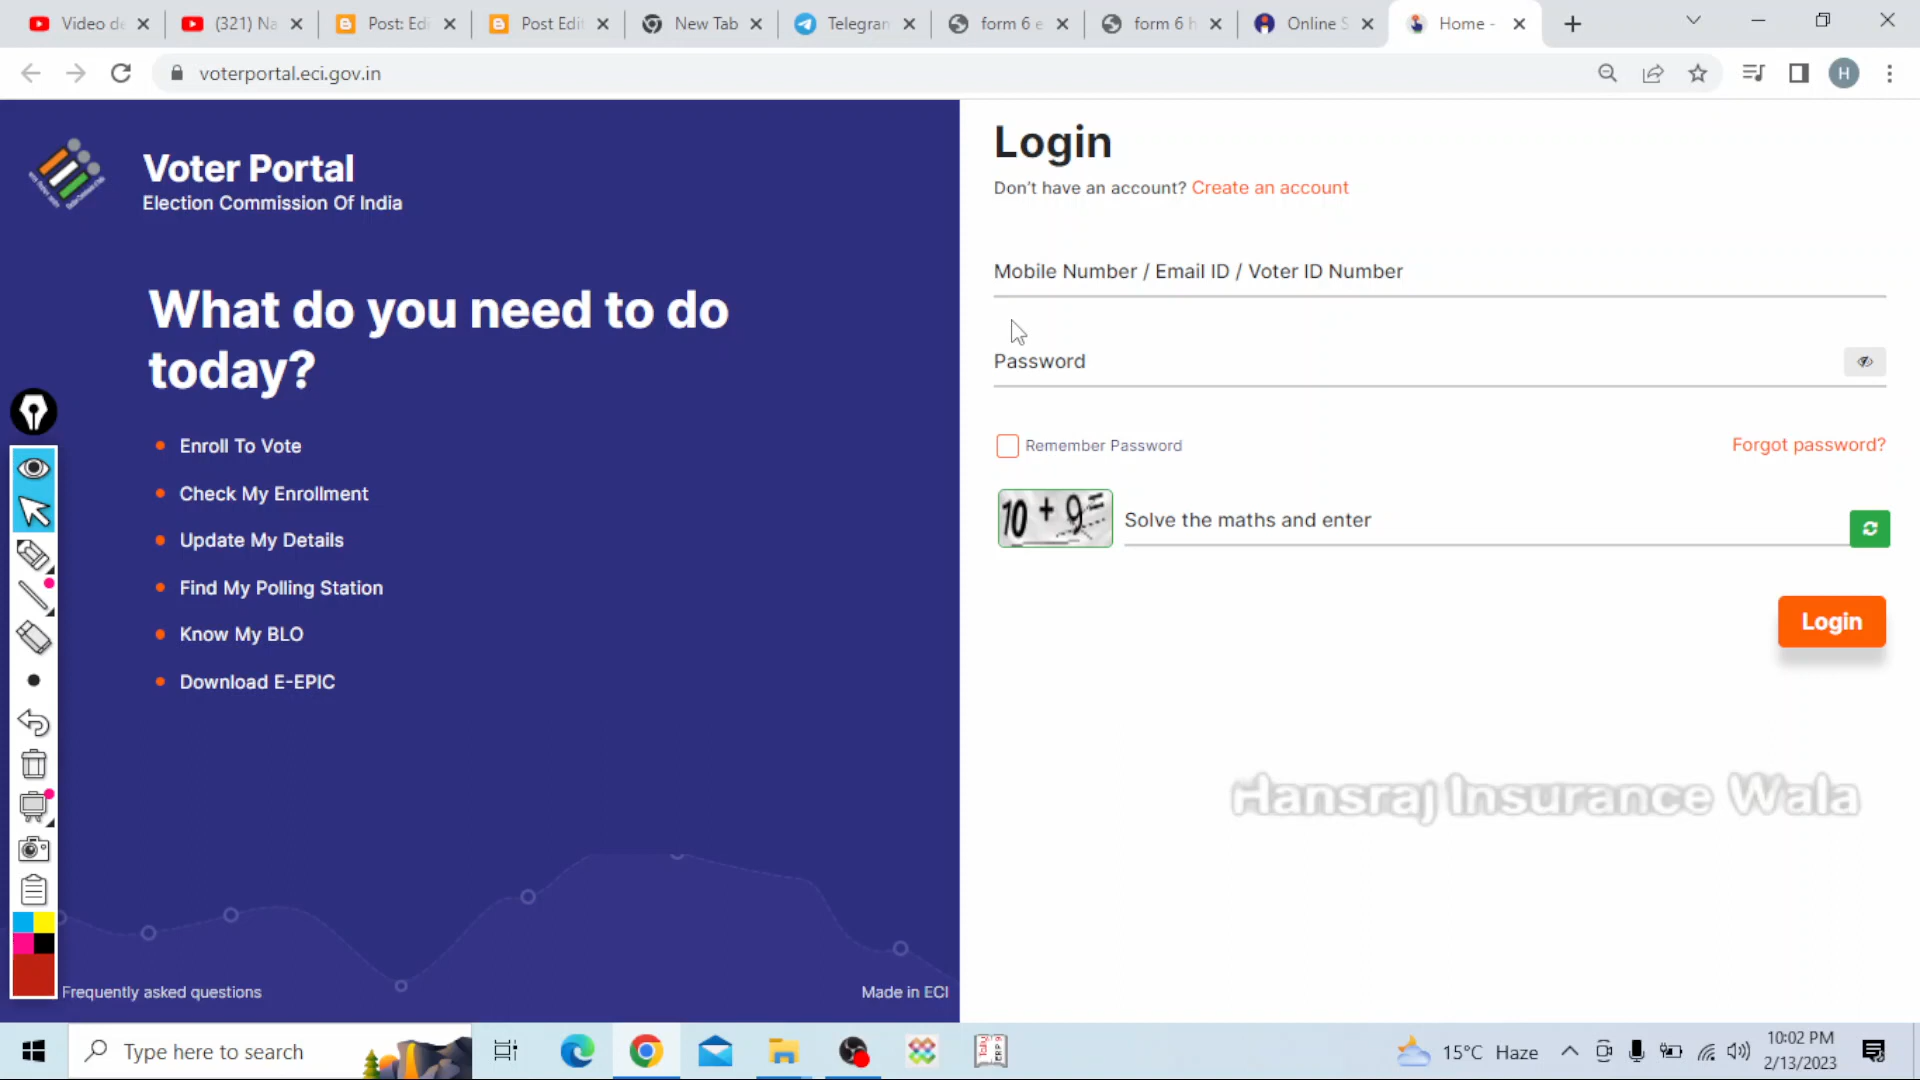 Video de
(321) Na
Post: Edi
Post Edit
New Tab
Telegran
form 6 e
form 6 h
Online S
Home -
voterportal.eci.gov.in
H
Voter Portal
Election Commission Of India
What do you need to do
today?
Enroll To Vote
Check My Enrollment
Update My Details
Find My Polling Station
Know My BLO
Download E-EPIC
Frequently asked questions
Made in ECI
Login
Don't have an account? Create an account
Mobile Number / Email ID / Voter ID Number
Password
Remember Password
Forgot password?
10 + 9 =
Solve the maths and enter
Login
Hansraj Insurance Wala
Type here to search
15°C Haze
10:02 PM
2/13/2023